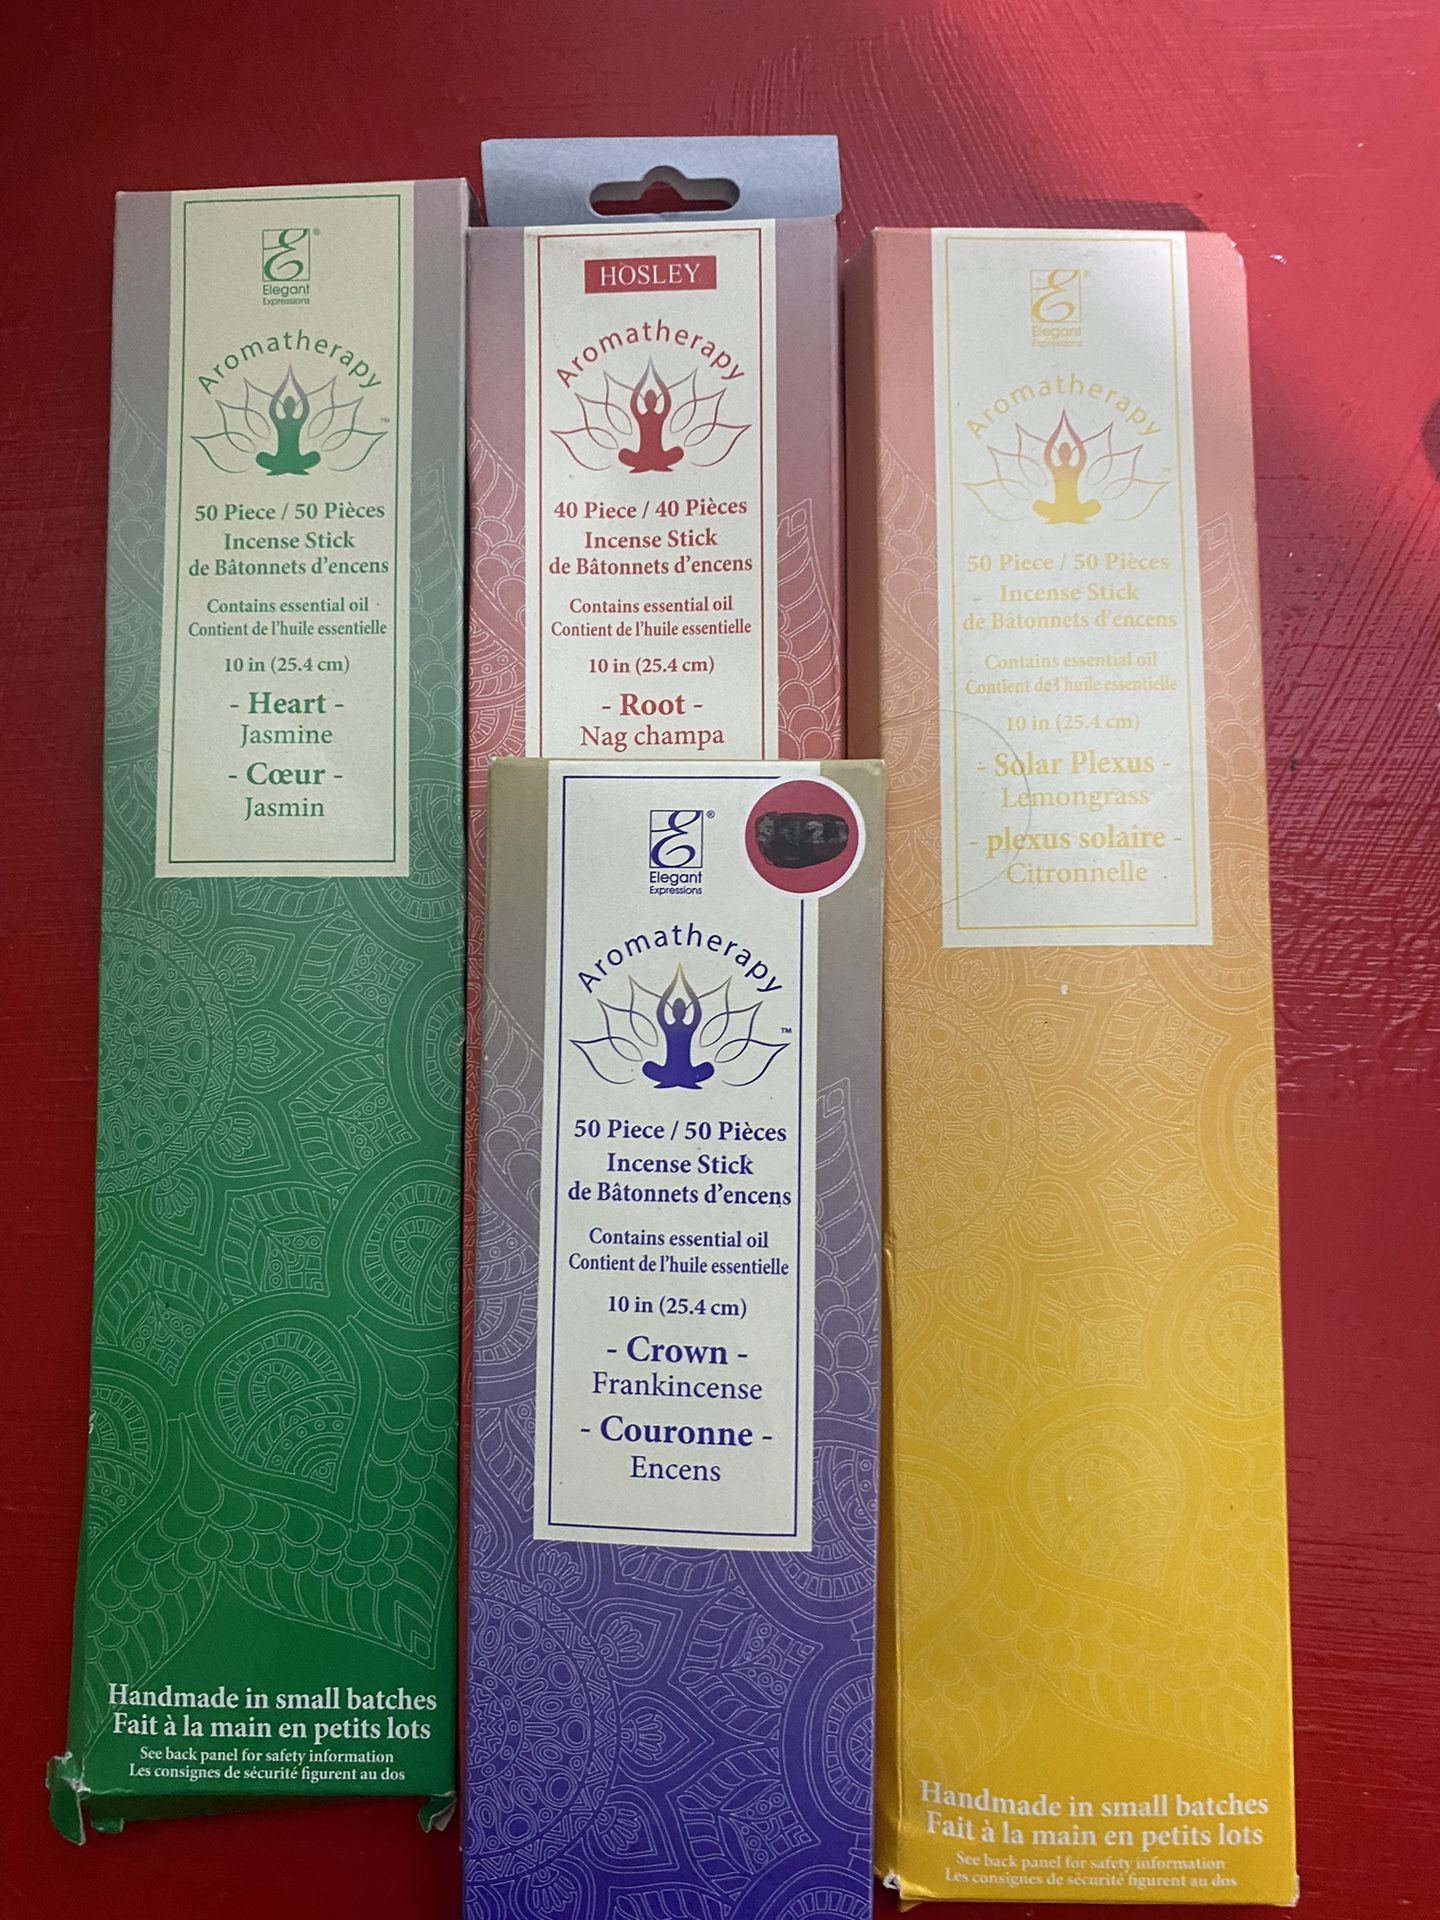 Elegant
Expressions
®
Aromatherapy
™
50 Piece / 50 Pièces
Incense Stick
de Bâtonnets d'encens
Contains essential oil
Contient de l'huile essentielle
10 in (25.4 cm)
- Heart -
Jasmine
- Cœur -
Jasmin
Handmade in small batches
Fait à la main en petits lots
See back panel for safety information
Les consignes de sécurité figurent au dos
HOSLEY
Aromatherapy
40 Piece / 40 Pièces
Incense Stick
de Bâtonnets d'encens
Contains essential oil
Contient de l'huile essentielle
10 in (25.4 cm)
- Root -
Nag champa
Elegant
Expressions
®
Aromatherapy
™
50 Piece / 50 Pièces
Incense Stick
de Bâtonnets d'encens
Contains essential oil
Contient de l'huile essentielle
10 in (25.4 cm)
- Crown -
Frankincense
- Couronne -
Encens
Elegant
Expressions
®
Aromatherapy
™
50 Piece / 50 Pièces
Incense Stick
de Bâtonnets d'encens
Contains essential oil
Contient de l'huile essentielle
10 in (25.4 cm)
- Solar Plexus -
Lemongrass
- plexus solaire -
Citronnelle
Handmade in small batches
Fait à la main en petits lots
See back panel for safety information
Les consignes de sécurité figurent au dos